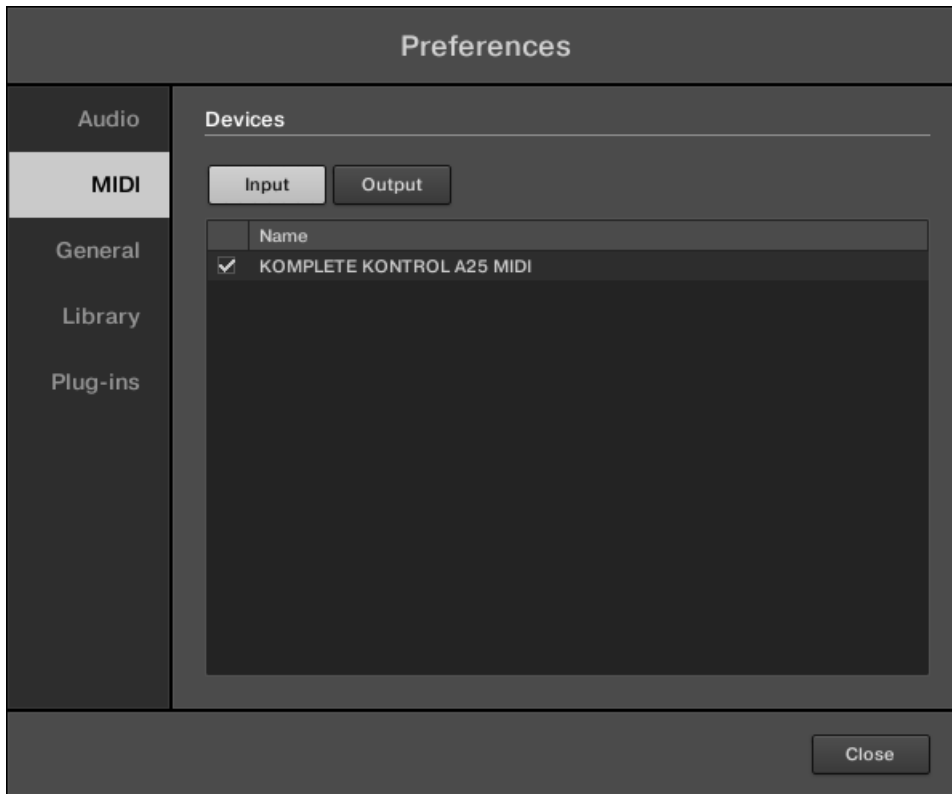 Preferences
Audio
MIDI
General
Library
Plug-ins
Devices
Input Output
Name
KOMPLETE KONTROL A25 MIDI
Close